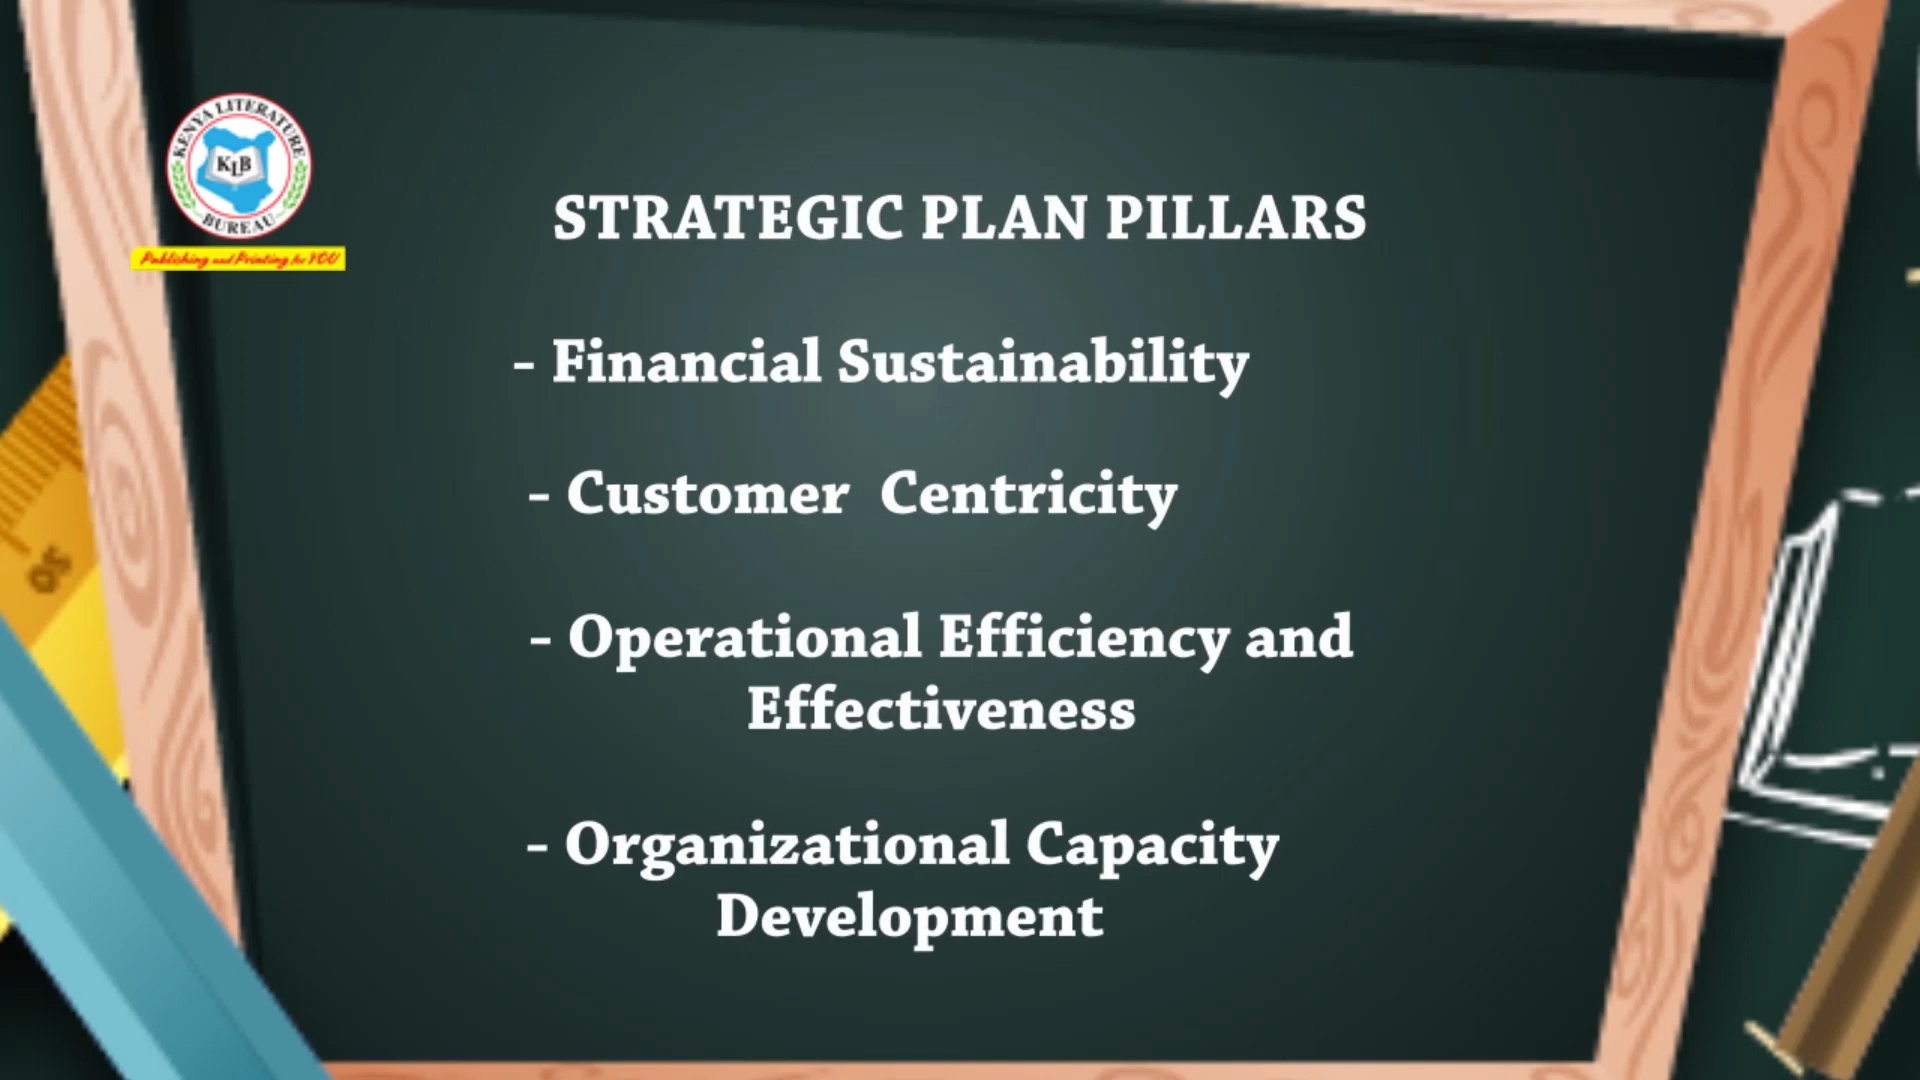 KENYA LITERATURE
KLB
BUREAU
Publishing and Printing for YOU
STRATEGIC PLAN PILLARS
- Financial Sustainability
- Customer  Centricity
- Operational Efficiency and
Effectiveness
- Organizational Capacity
Development
50